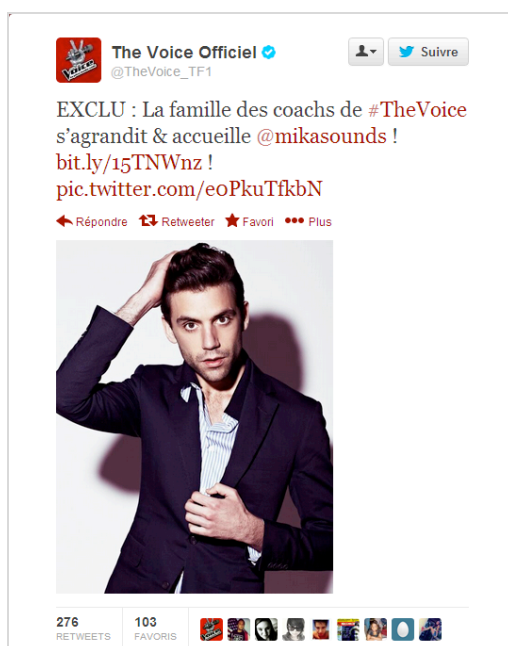 The Voice Officiel
@TheVoice_TF1
Suivre
EXCLU : La famille des coachs de #TheVoice
s'agrandit & accueille @mikasounds !
bit.ly/15TNWnz !
pic.twitter.com/e0PkuTfkbN
Répondre Retweeter Favori Plus
276 103
RETWEETS FAVORIS